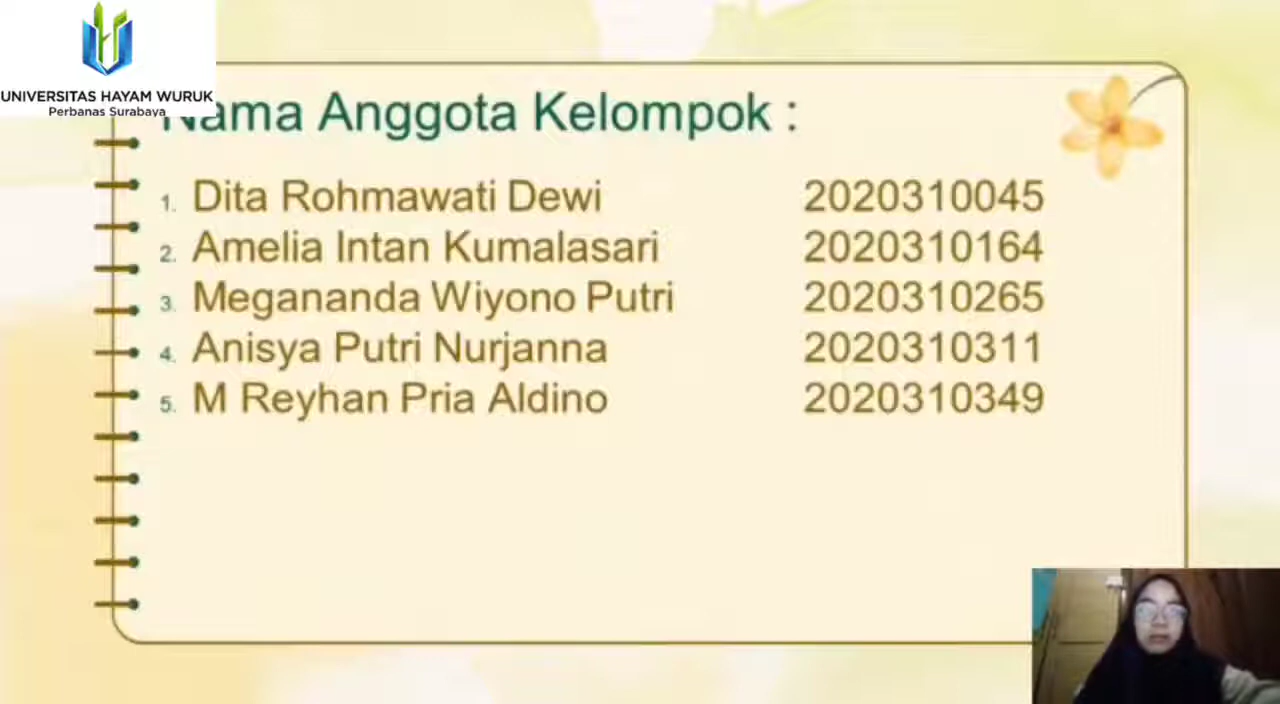 UNIVERSITAS HAYAM WURUK
Perbanas Surabaya
Nama Anggota Kelompok :
1. Dita Rohmawati Dewi 2020310045
2. Amelia Intan Kumalasari 2020310164
3. Megananda Wiyono Putri 2020310265
4. Anisya Putri Nurjanna 2020310311
5. M Reyhan Pria Aldino 2020310349